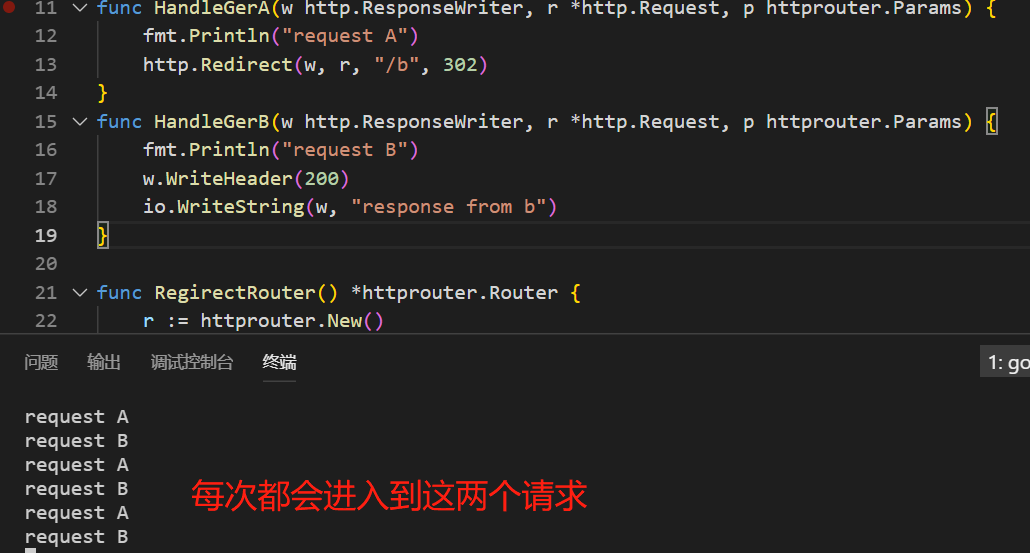 11 func HandleGerA(w http.ResponseWriter, r *http.Request, p httprouter.Params) {
12 fmt.Println("request A")
13 http.Redirect(w, r, "/b", 302)
14 }
15 func HandleGerB(w http.ResponseWriter, r *http.Request, p httprouter.Params) {
16 fmt.Println("request B")
17 w.WriteHeader(200)
18 io.WriteString(w, "response from b")
19 }
20
21 func RegirectRouter() *httprouter.Router {
22 r := httprouter.New()
问题 输出 调试控制台 终端 1: go
request A
request B
request A
request B
每次都会进入到这两个请求
request A
request B